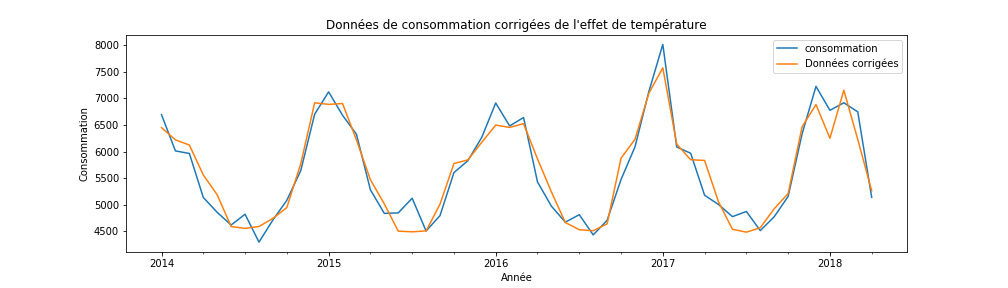 Données de consommation corrigées de l'effet de température
consommation
Données corrigées
Consommation
8000
7500
7000
6500
6000
5500
5000
4500
2014
2015
2016
2017
2018
Année